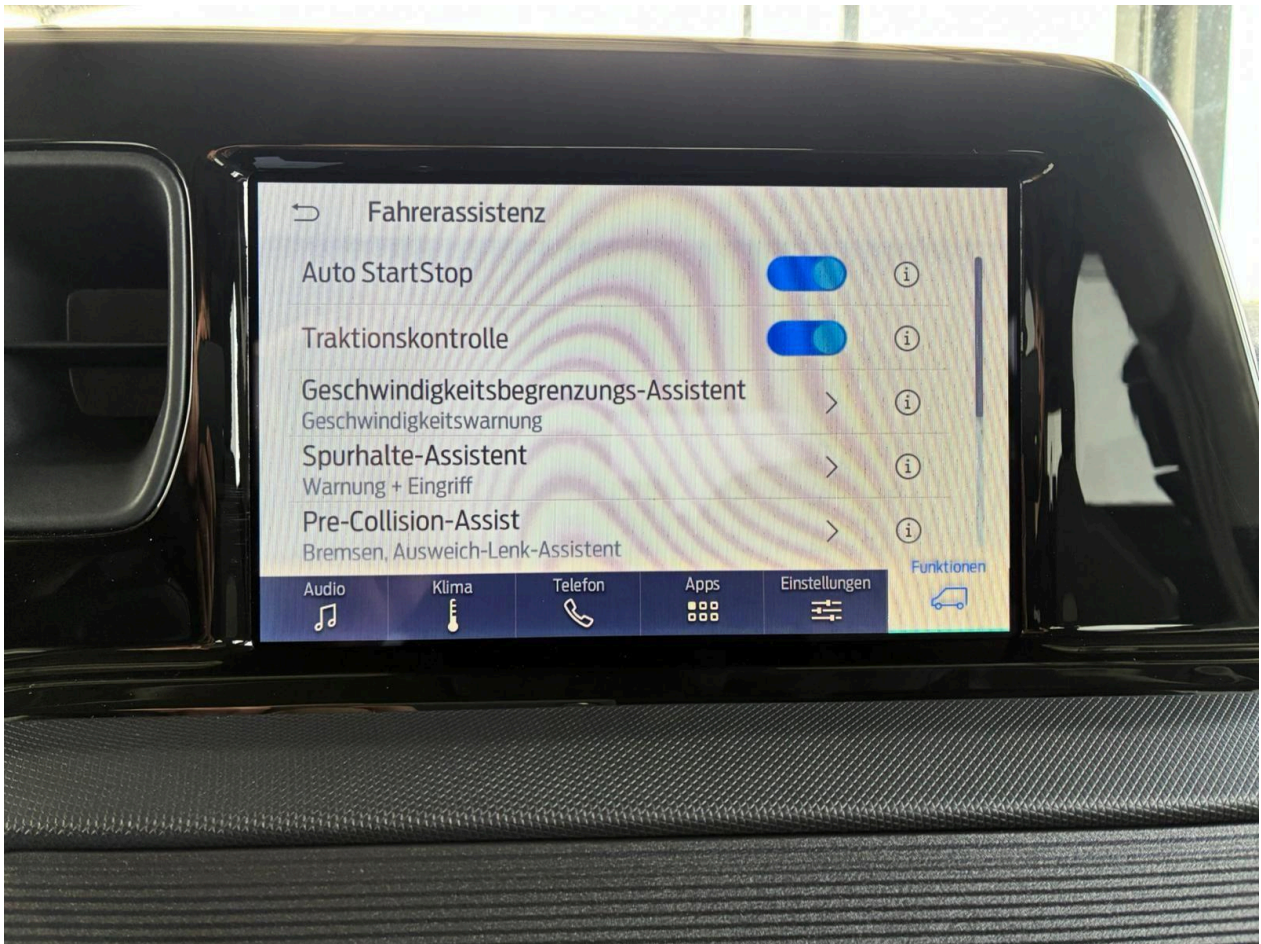 Fahrerassistenz
Auto StartStop
Traktionskontrolle
Geschwindigkeitsbegrenzungs-Assistent
Geschwindigkeitswarnung
Spurhalte-Assistent
Warnung + Eingriff
Pre-Collision-Assist
Bremsen, Ausweich-Lenk-Assistent
Audio
Klima
Telefon
Apps
Einstellungen
Funktionen